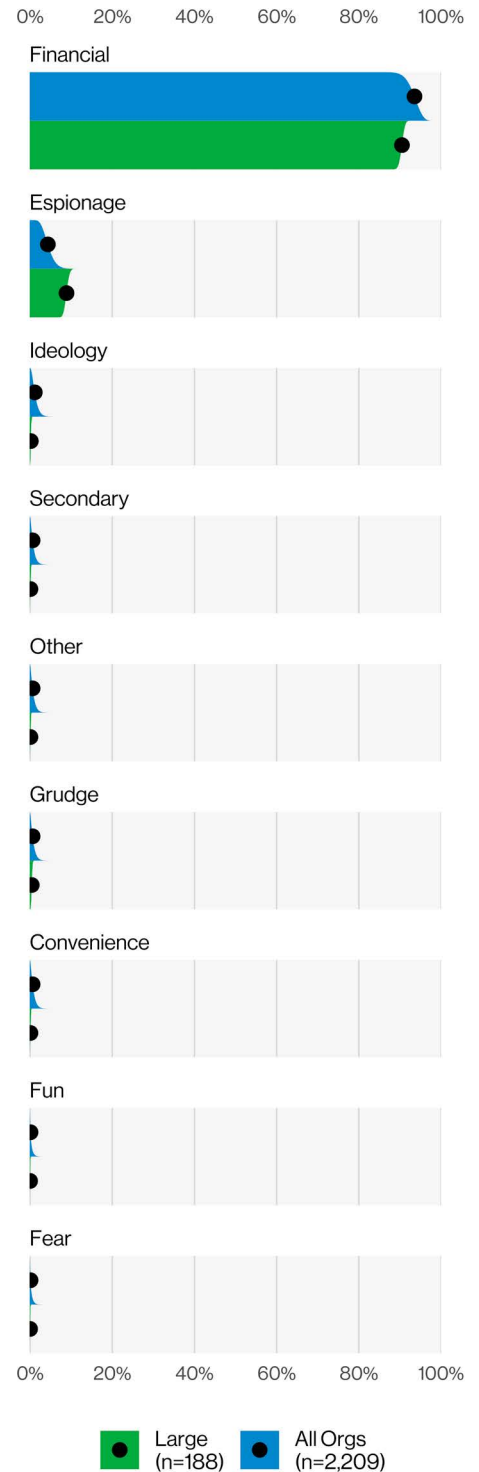 0% 20% 40% 60% 80% 100%
Financial
Espionage
Ideology
Secondary
Other
Grudge
Convenience
Fun
Fear
0% 20% 40% 60% 80% 100%
Large All Orgs
(n=188) (n=2,209)